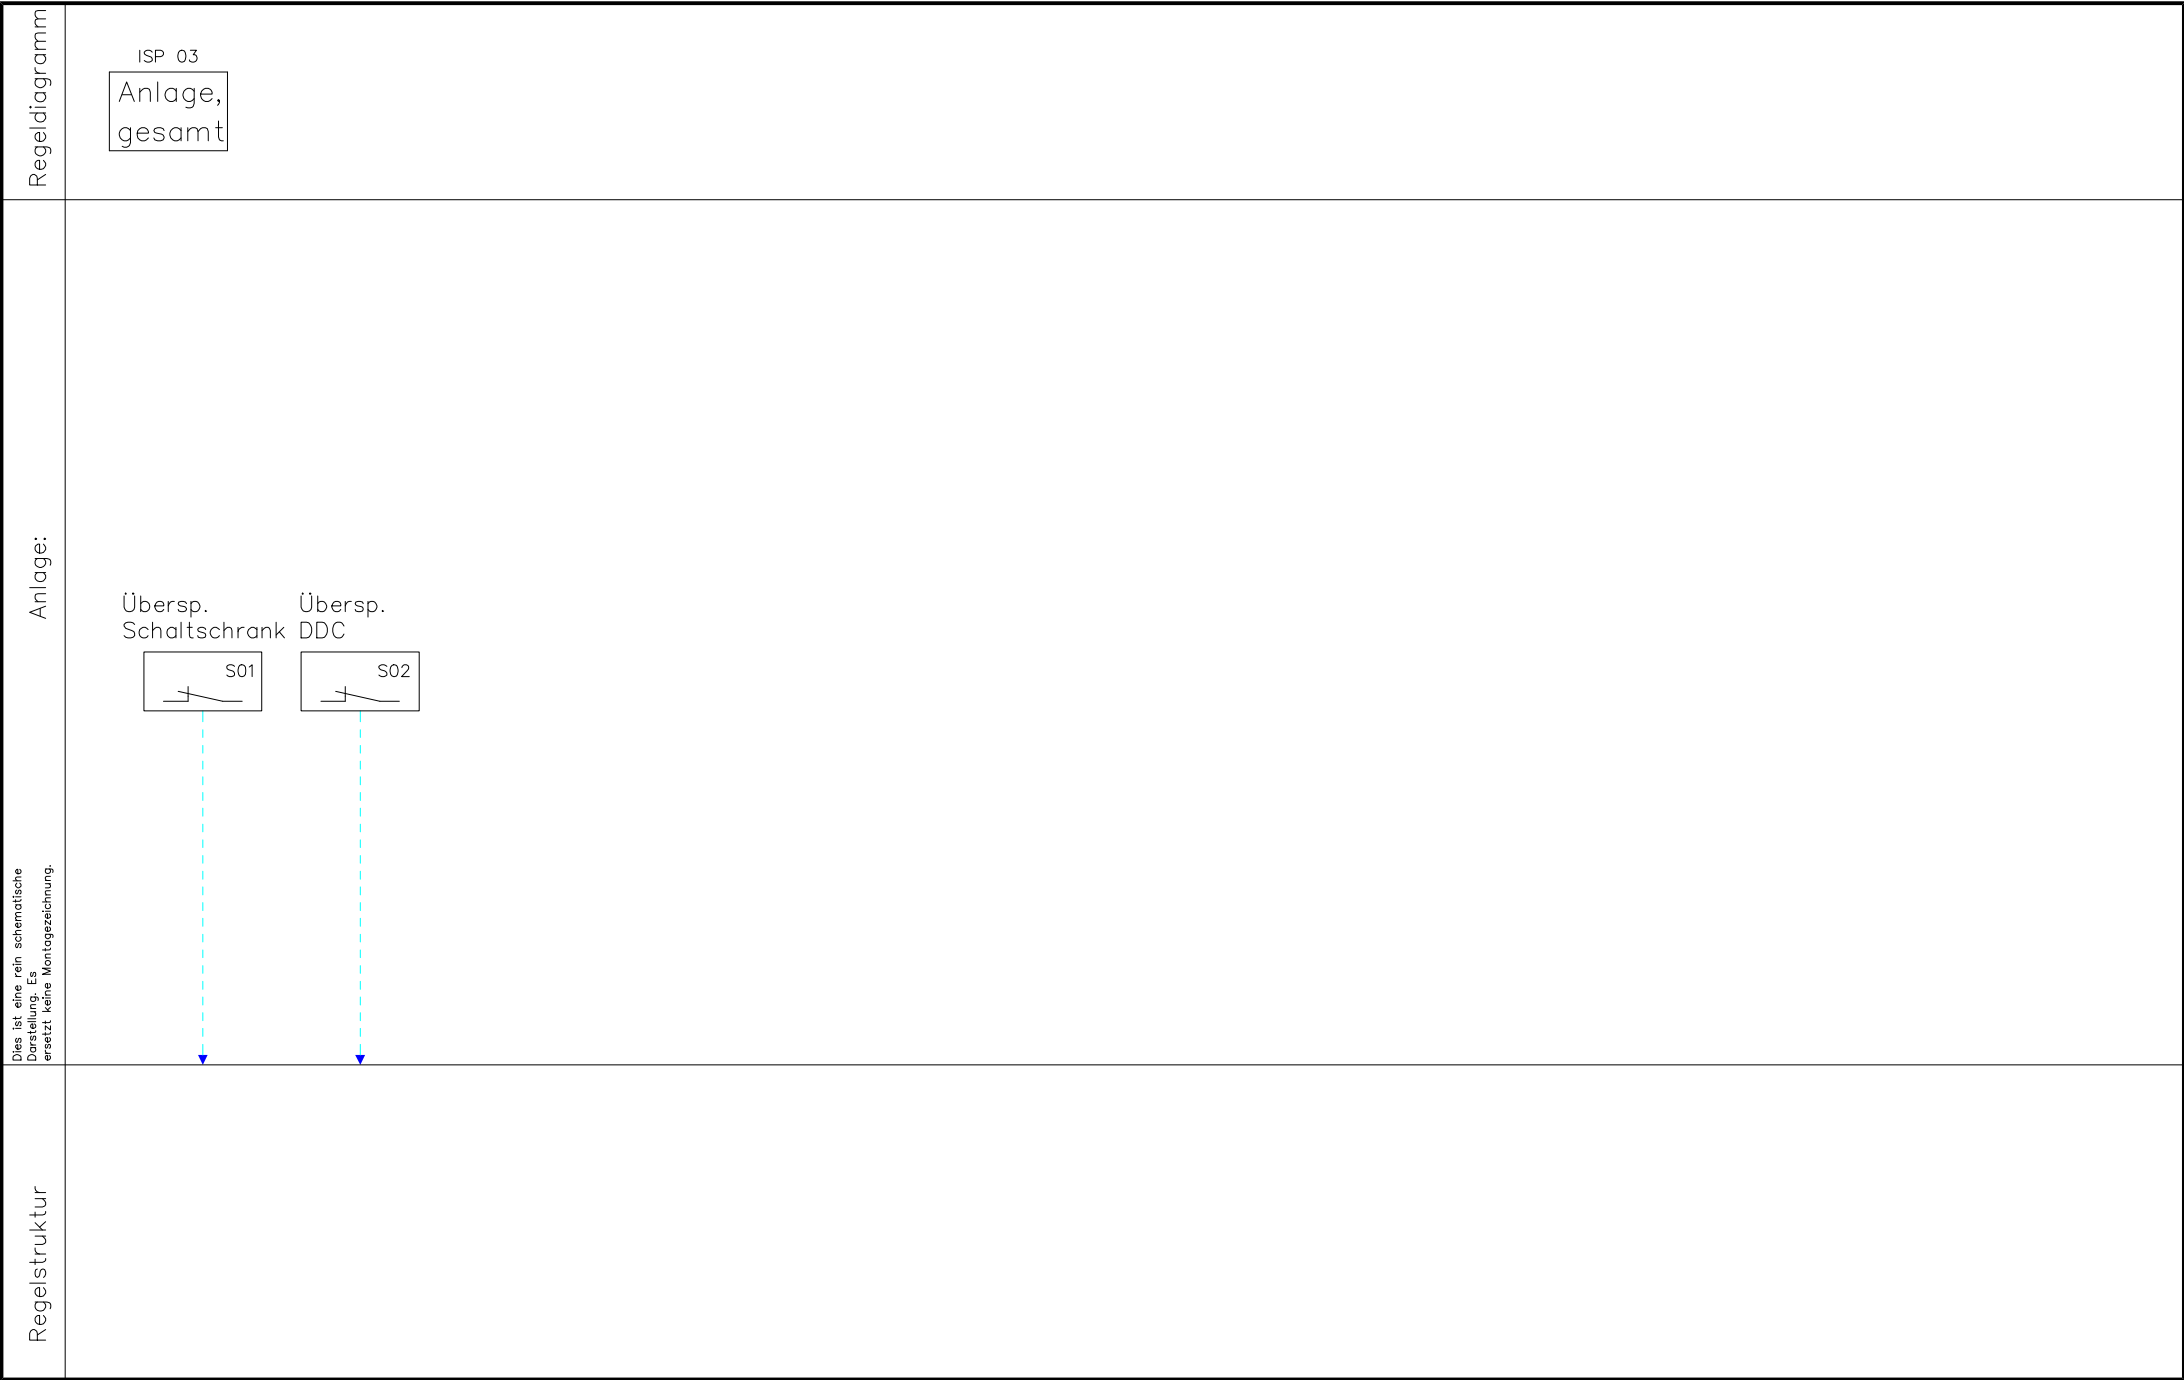 Regeldiagramm
ISP 03
Anlage,
gesamt
Anlage:
Übersp.
Schaltschrank
S01
Übersp.
DDC
S02
Dies ist eine rein schematische
Darstellung. Es
ersetzt keine Montagezeichnung.
Regelstruktur